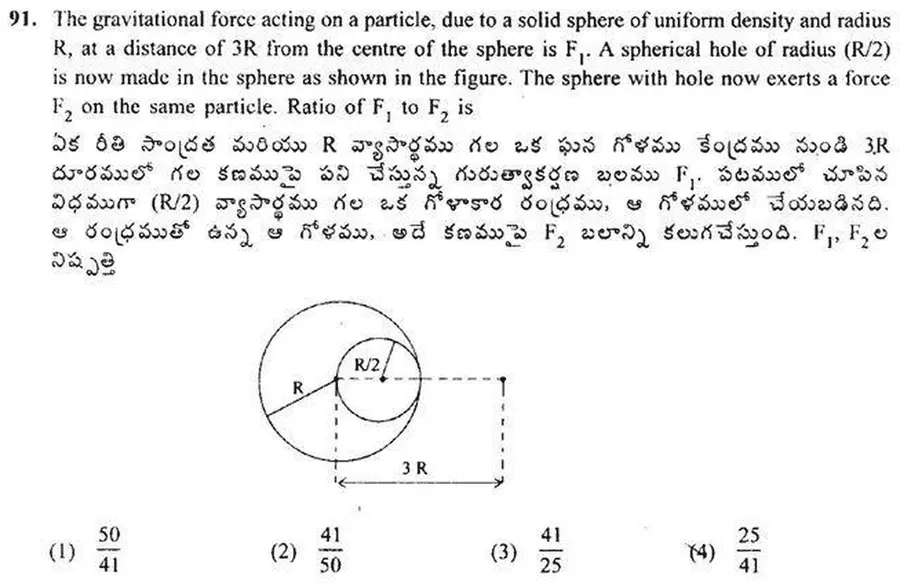 91. The gravitational force acting on a particle, due to a solid sphere of uniform density and radius
R, at a distance of 3R from the centre of the sphere is F₁. A spherical hole of radius (R/2)
is now made in the sphere as shown in the figure. The sphere with hole now exerts a force
F₂ on the same particle. Ratio of F₁ to F₂ is
ఏక రీతి సాంద్రత మరియు R వ్యాసార్థము గల ఒక ఘన గోళము కేంద్రము నుండి 3R
దూరములో గల కణముపై పని చేస్తున్న గురుత్వాకర్షణ బలము F₁. పటములో చూపిన
విధముగా (R/2) వ్యాసార్థము గల ఒక గోళాకార రంధ్రము, ఆ గోళములో చేయబడినది.
ఆ రంధ్రముతో ఉన్న ఆ గోళము, అదే కణముపై F₂ బలాన్ని కలుగచేస్తుంది. F₁, F₂ ల
నిష్పత్తి
R/2
R
3 R
(1) 50/41 (2) 41/50 (3) 41/25 (4) 25/41